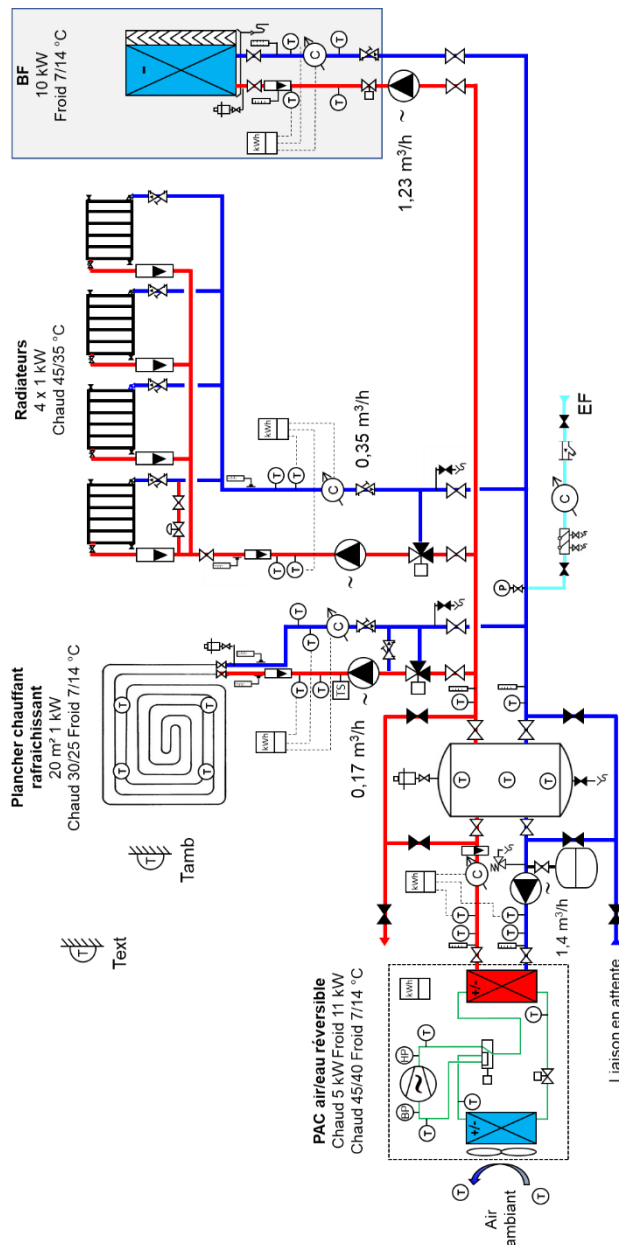 BF
10 kW
Froid 7/14 °C
kWh
C
T
T
T
T
1,23 m³/h
Radiateurs
4 x 1 kW
Chaud 45/35 °C
kWh
T
T
C
0,35 m³/h
T
T
EF
C
P
Plancher chauffant
rafraichissant
20 m² 1 kW
Chaud 30/25 Froid 7/14 °C
T
T
T
T
kWh
T
T
C
T
T
TS
0,17 m³/h
T
T
T
Tamb
T
Text
T
T
T
kWh
C
T
T
T
T
1,4 m³/h
PAC air/eau réversible
Chaud 5 kW Froid 11 kW
Chaud 45/40 Froid 7/14 °C
kWh
+/-
+/-
HP
BP
T
T
T
T
T
T
Air
ambiant
Liaison en attente